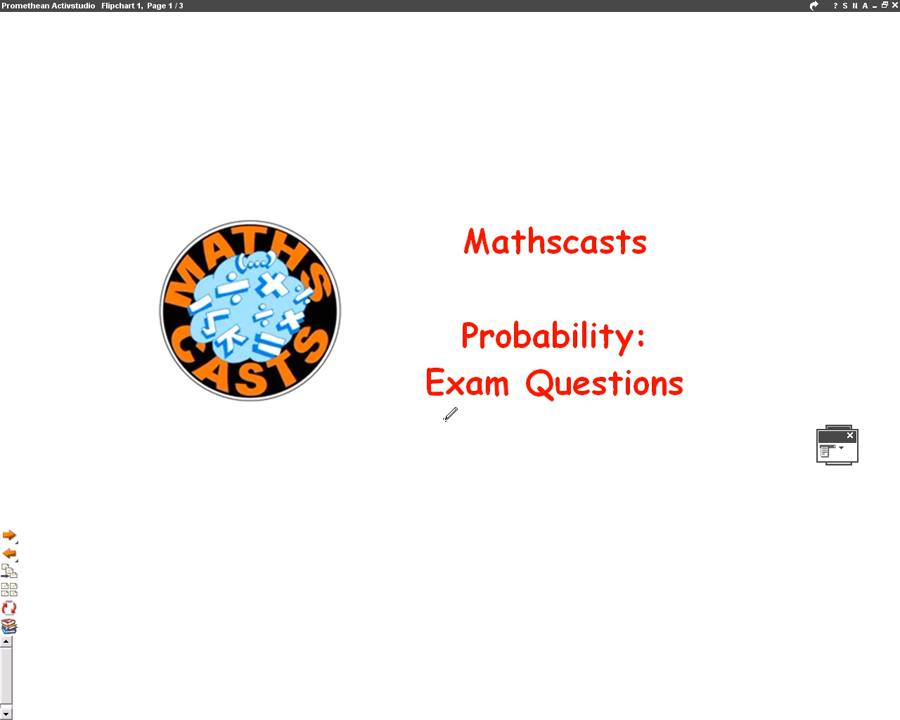 Promethean Activstudio Flipchart 1, Page 1 / 3
? S N A
MATHS
CASTS
Mathscasts
Probability:
Exam Questions